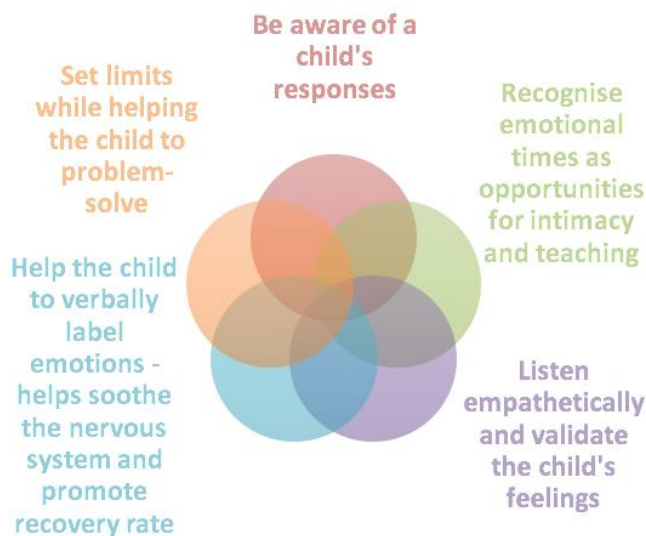 Be aware of a
child's
responses
Recognise
emotional
times as
opportunities
for intimacy
and teaching
Listen
empathetically
and validate
the child's
feelings
Help the child
to verbally
label
emotions -
helps soothe
the nervous
system and
promote
recovery rate
Set limits
while helping
the child to
problem-
solve